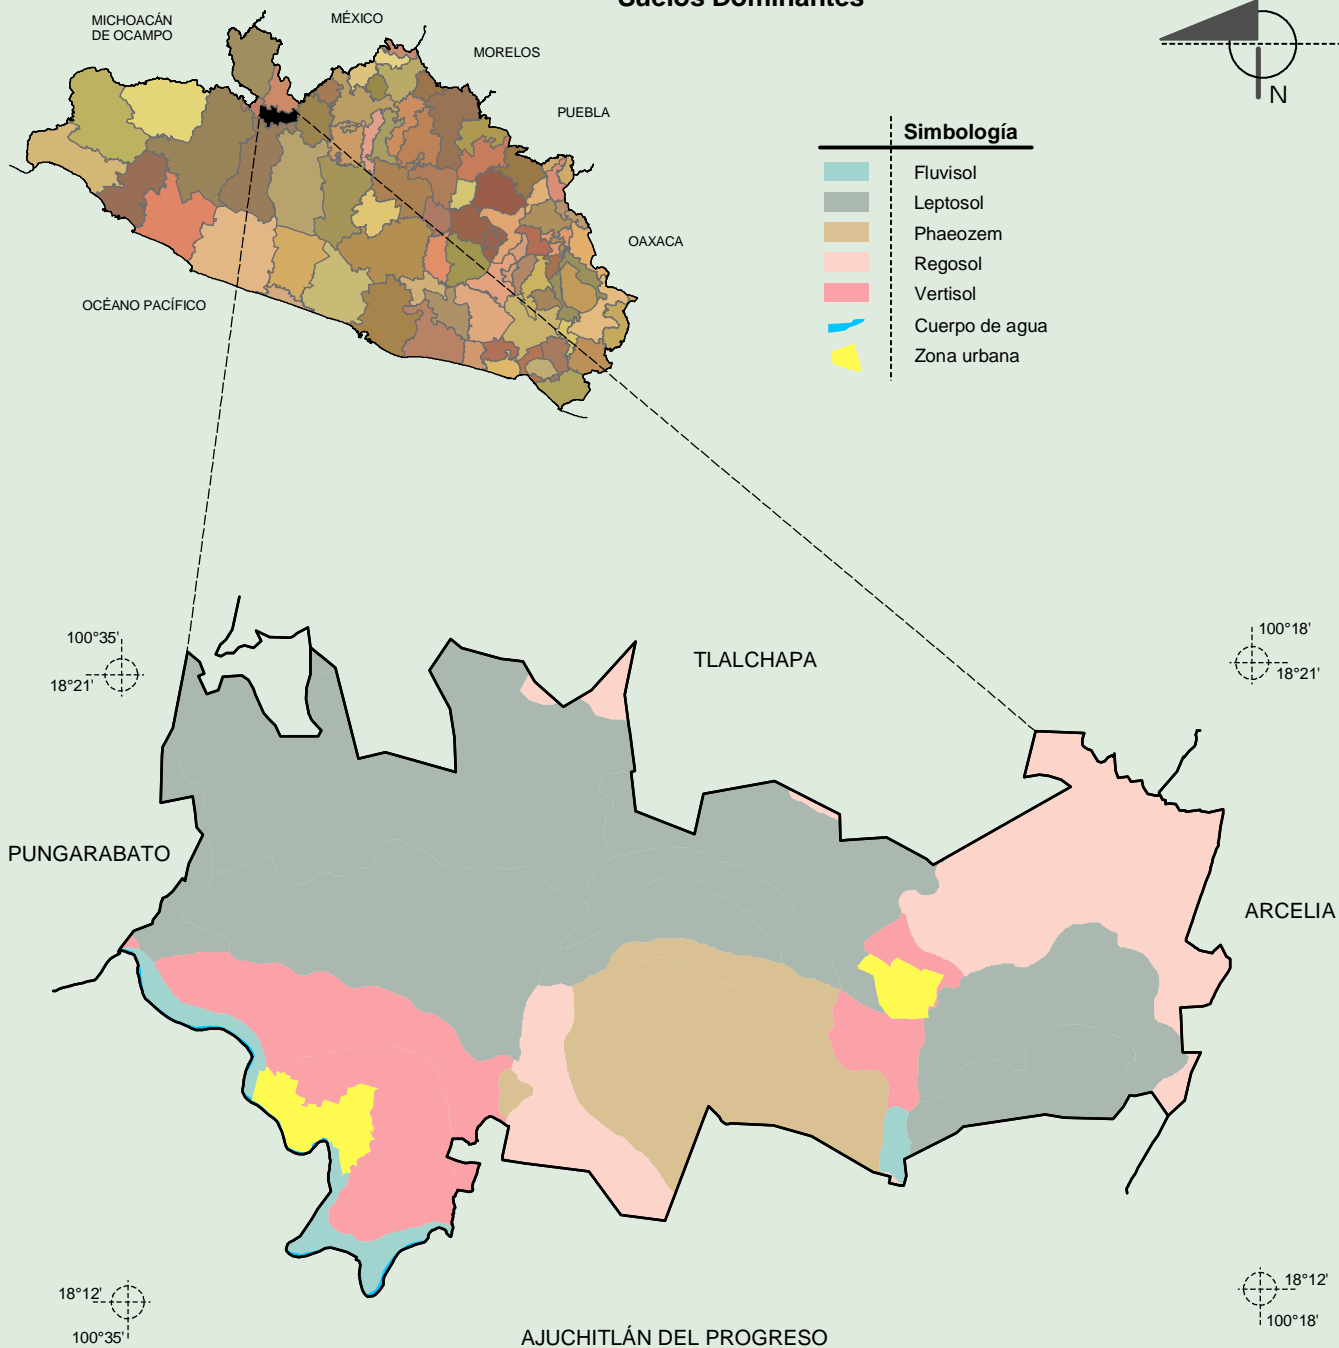 Suelos Dominantes
MICHOACÁN
DE OCAMPO
MÉXICO
MORELOS
PUEBLA
OAXACA
OCÉANO PACÍFICO
N
Simbología
Fluvisol
Leptosol
Phaeozem
Regosol
Vertisol
Cuerpo de agua
Zona urbana
100°35'
18°21'
TLALCHAPA
100°18'
18°21'
PUNGARABATO
ARCELIA
18°12'
100°35'
18°12'
100°18'
AJUCHITLÁN DEL PROGRESO